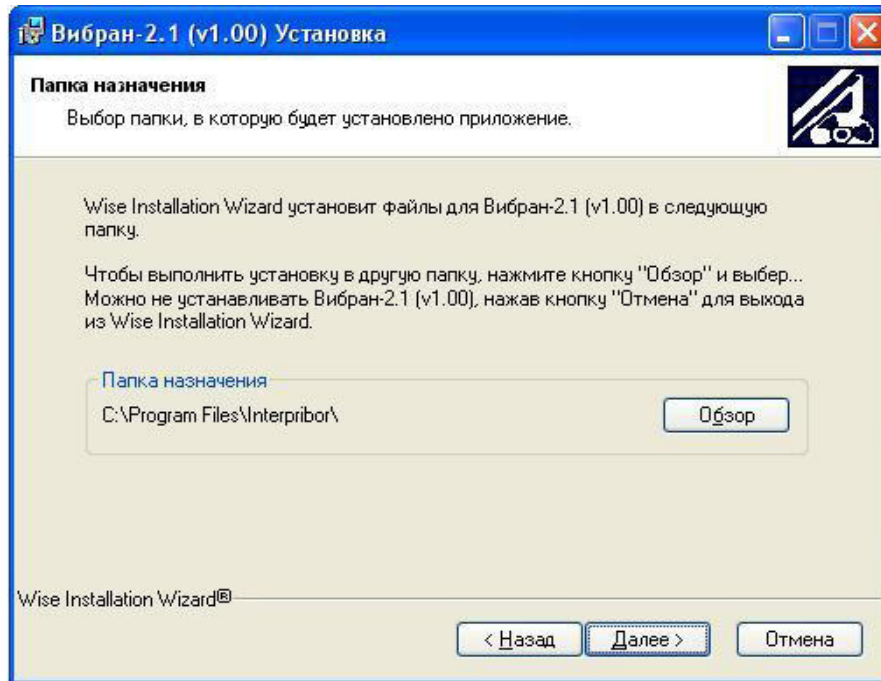 Вибран-2.1 (v1.00) Установка
Папка назначения
Выбор папки, в которую будет установлено приложение.
Wise Installation Wizard установит файлы для Вибран-2.1 (v1.00) в следующую
папку.
Чтобы выполнить установку в другую папку, нажмите кнопку "Обзор" и выбер...
Можно не устанавливать Вибран-2.1 (v1.00), нажав кнопку "Отмена" для выхода
из Wise Installation Wizard.
Папка назначения
C:\Program Files\Interpribor\
Обзор
Wise Installation Wizard®
< Назад
Далее >
Отмена